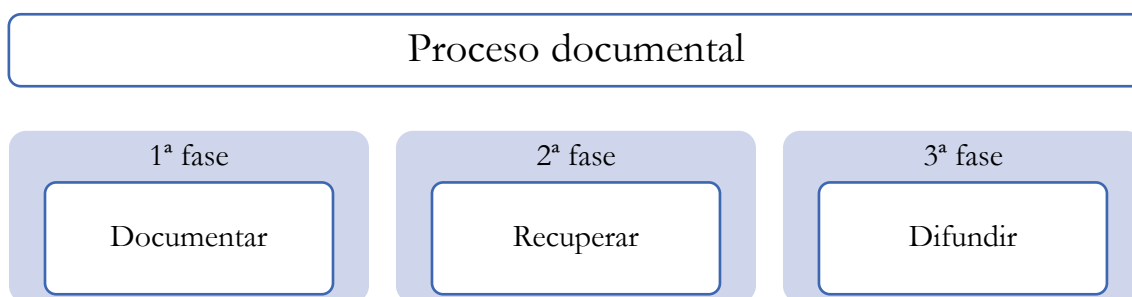 Proceso documental
1ª fase
2ª fase
3ª fase
Documentar
Recuperar
Difundir